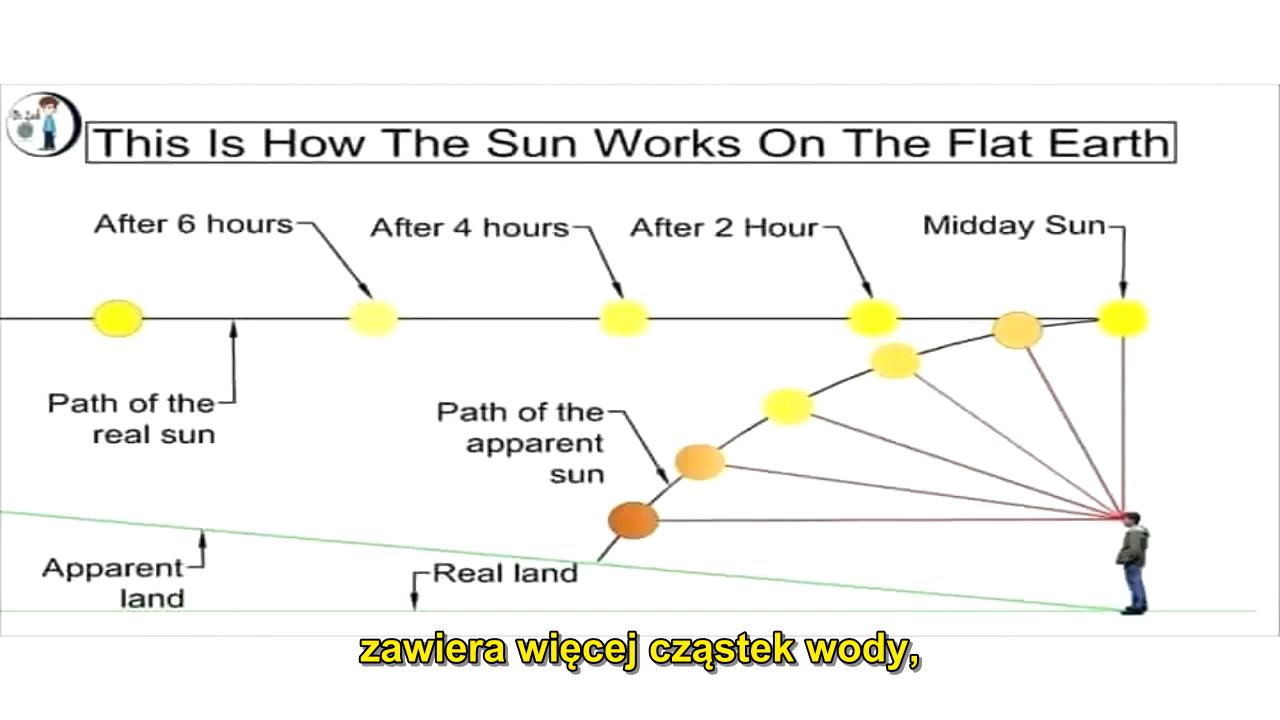 This Is How The Sun Works On The Flat Earth
After 6 hours
After 4 hours
After 2 Hour
Midday Sun
Path of the
real sun
Path of the
apparent
sun
Apparent
land
Real land
zawiera więcej cząstek wody,